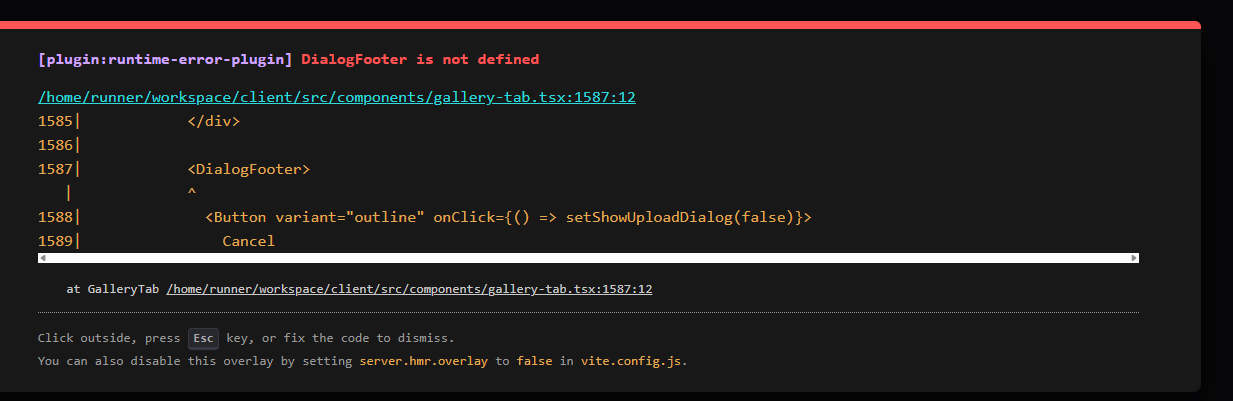 [plugin:runtime-error-plugin] DialogFooter is not defined
/home/runner/workspace/client/src/components/gallery-tab.tsx:1587:12
1585|            </div>
1586|
1587|            <DialogFooter>
    |            ^
1588|              <Button variant="outline" onClick={() => setShowUploadDialog(false)}>
1589|                Cancel
at GalleryTab /home/runner/workspace/client/src/components/gallery-tab.tsx:1587:12
Click outside, press Esc key, or fix the code to dismiss.
You can also disable this overlay by setting server.hmr.overlay to false in vite.config.js.